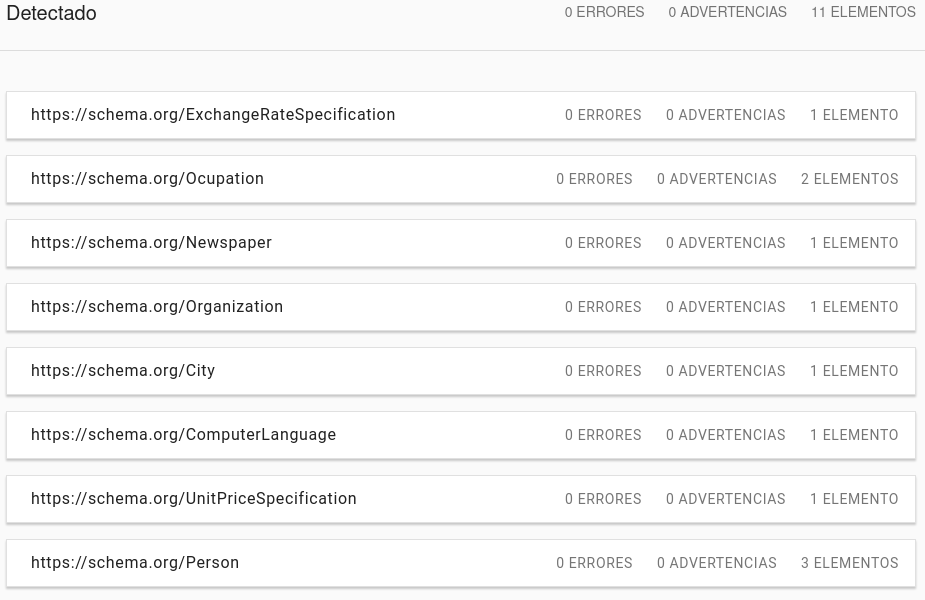 Detectado 0 ERRORES 0 ADVERTENCIAS 11 ELEMENTOS
https://schema.org/ExchangeRateSpecification 0 ERRORES 0 ADVERTENCIAS 1 ELEMENTO
https://schema.org/Ocupation 0 ERRORES 0 ADVERTENCIAS 2 ELEMENTOS
https://schema.org/Newspaper 0 ERRORES 0 ADVERTENCIAS 1 ELEMENTO
https://schema.org/Organization 0 ERRORES 0 ADVERTENCIAS 1 ELEMENTO
https://schema.org/City 0 ERRORES 0 ADVERTENCIAS 1 ELEMENTO
https://schema.org/ComputerLanguage 0 ERRORES 0 ADVERTENCIAS 1 ELEMENTO
https://schema.org/UnitPriceSpecification 0 ERRORES 0 ADVERTENCIAS 1 ELEMENTO
https://schema.org/Person 0 ERRORES 0 ADVERTENCIAS 3 ELEMENTOS